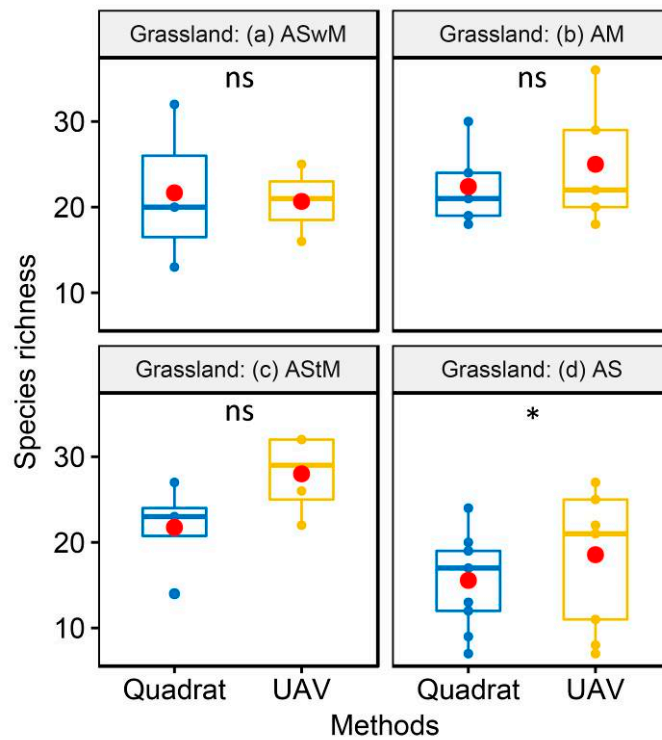 Grassland: (a) ASwM
Grassland: (b) AM
ns
ns
30
20
10
Grassland: (c) AStM
Grassland: (d) AS
ns
*
30
20
10
Species richness
Quadrat
UAV
Quadrat
UAV
Methods